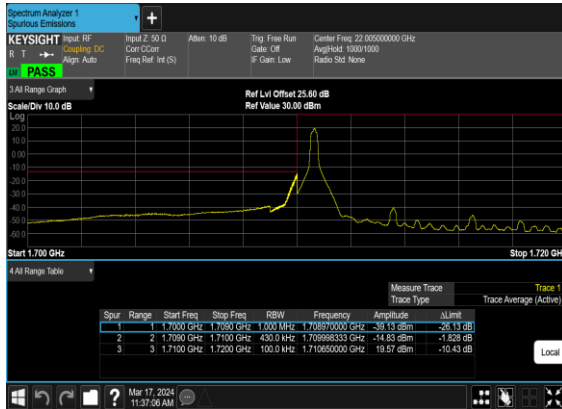 Spectrum Analyzer 1
Spurious Emissions
KEYSIGHT Input: RF Input Z: 50 Ω Atten: 10 dB Trig: Free Run Center Freq: 22.005000000 GHz
R T Coupling: DC Corr CCorr Gate: Off Avg|Hold: 1000/1000
Align: Auto Freq Ref: Int (S) IF Gain: Low Radio Std: None
PASS
3 All Range Graph
Ref Lvl Offset 25.60 dB
Scale/Div 10.0 dB Ref Value 30.00 dBm
Log
20.0
10.0
0.00
-10.0
-20.0
-30.0
-40.0
-50.0
-60.0
Start 1.700 GHz Stop 1.720 GH
4 All Range Table
Measure Trace Trace 1
Trace Type Trace Average (Active)
Spur Range Start Freq Stop Freq RBW Frequency Amplitude ΔLimit
1 1 1.7000 GHz 1.7090 GHz 1.000 MHz 1.708970000 GHz -39.13 dBm -26.13 dB
2 2 1.7090 GHz 1.7100 GHz 430.0 kHz 1.709998333 GHz -14.83 dBm -1.828 dB
3 3 1.7100 GHz 1.7200 GHz 100.0 kHz 1.710650000 GHz 19.57 dBm -10.43 dB
Local
Mar 17, 2024
11:37:06 AM